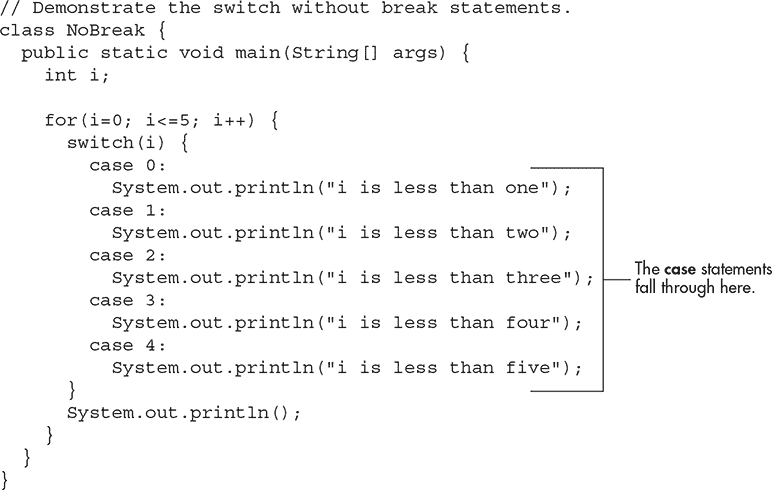 // Demonstrate the switch without break statements.
class NoBreak {
  public static void main(String[] args) {
    int i;

    for(i=0; i<=5; i++) {
      switch(i) {
        case 0:
          System.out.println("i is less than one");
        case 1:
          System.out.println("i is less than two");
        case 2:
          System.out.println("i is less than three");
        case 3:
          System.out.println("i is less than four");
        case 4:
          System.out.println("i is less than five");
      }
      System.out.println();
    }
  }
}
The case statements
fall through here.